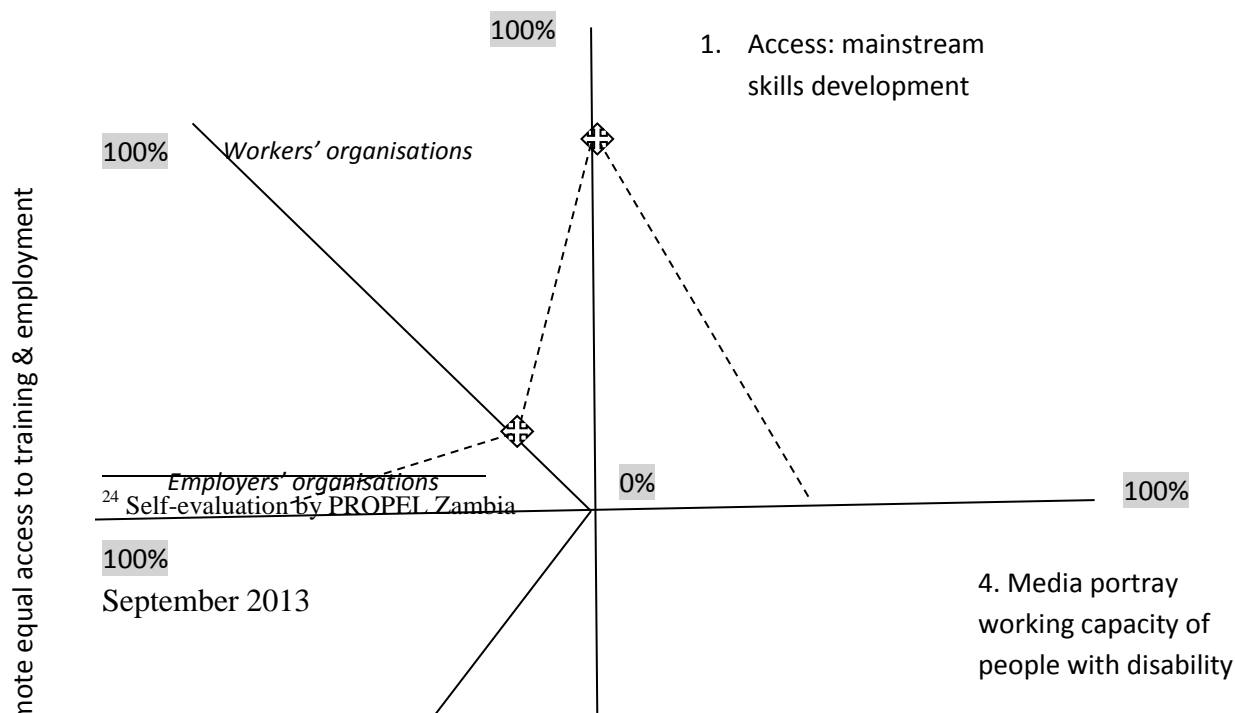 100%
1. Access: mainstream
skills development
100%
Workers' organisations
mote equal access to training & employment
0%
100%
Employers' organisations
24 Self-evaluation by PROPEL Zambia
100%
September 2013
4. Media portray
working capacity of
people with disability